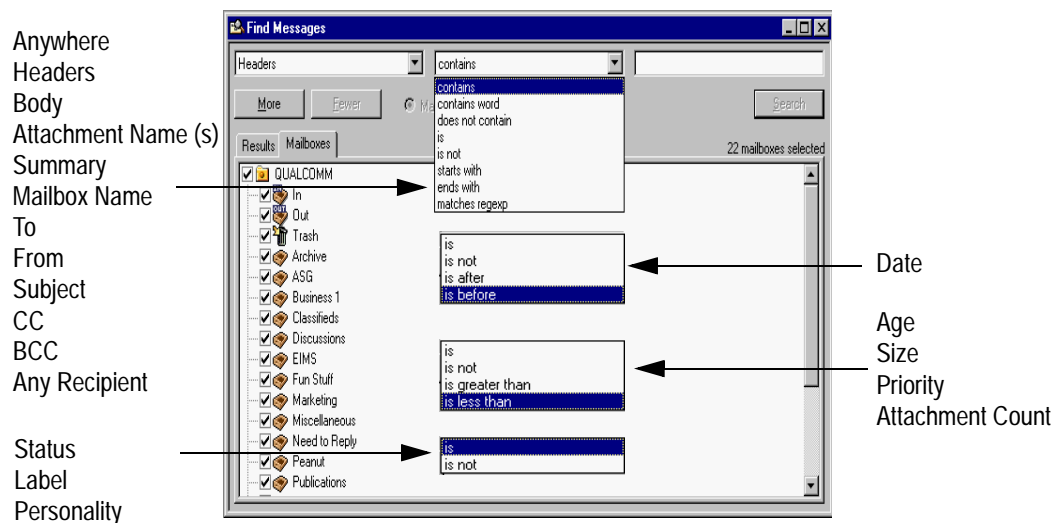 Anywhere
Headers
Body
Attachment Name (s)
Summary
Mailbox Name
To
From
Subject
CC
BCC
Any Recipient
Status
Label
Personality
Find Messages
Headers
contains
contains
contains word
does not contain
is
is not
starts with
ends with
matches regexp
More
Fewer
Ma
Search
Results
Mailboxes
22 mailboxes selected
QUALCOMM
In
Out
Trash
Archive
ASG
Business 1
Classifieds
Discussions
EIMS
Fun Stuff
Marketing
Miscellaneous
Need to Reply
Peanut
Publications
is
is not
is after
is before
is
is not
is greater than
is less than
is
is not
Date
Age
Size
Priority
Attachment Count